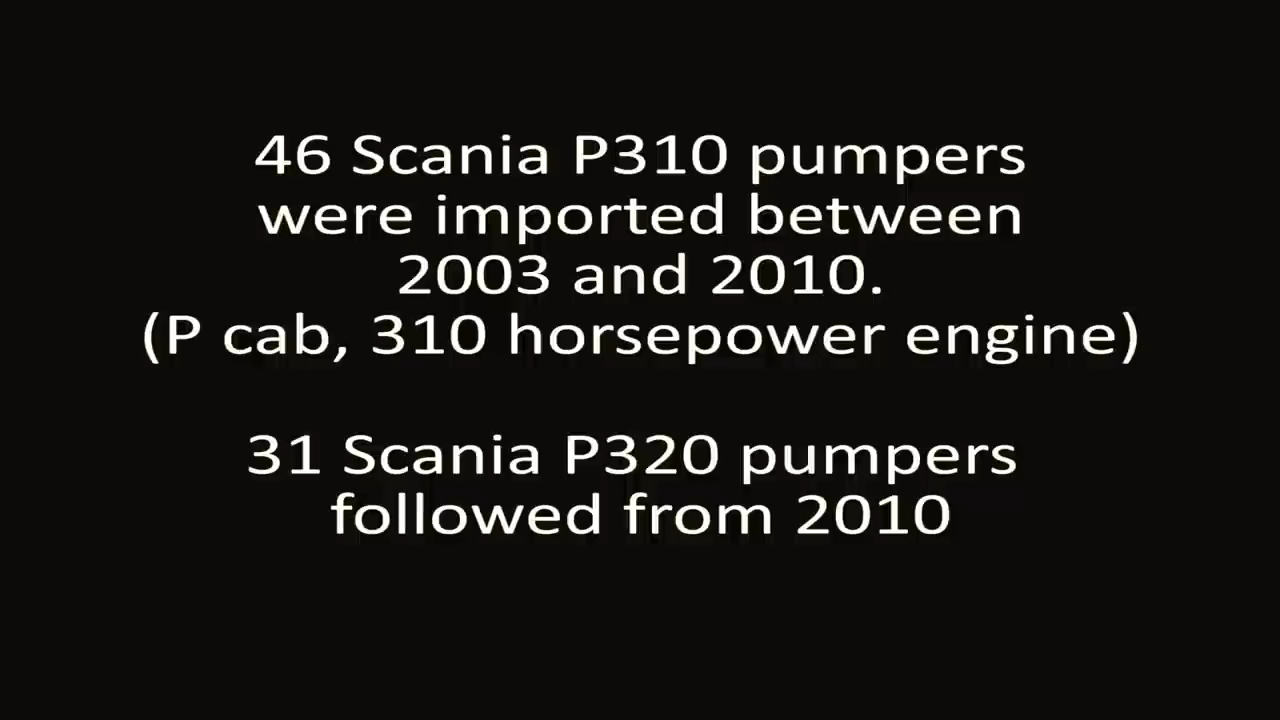 46 Scania P310 pumpers
were imported between
2003 and 2010.
(P cab, 310 horsepower engine)
31 Scania P320 pumpers
followed from 2010